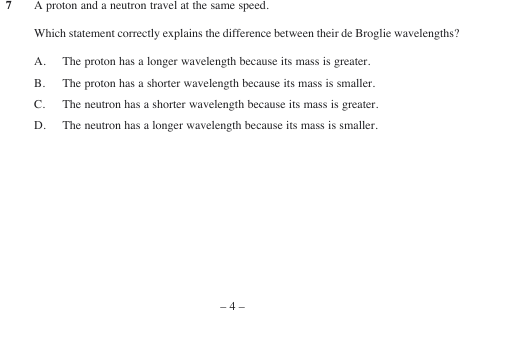 7 A proton and a neutron travel at the same speed.
Which statement correctly explains the difference between their de Broglie wavelengths?
A. The proton has a longer wavelength because its mass is greater.
B. The proton has a shorter wavelength because its mass is smaller.
C. The neutron has a shorter wavelength because its mass is greater.
D. The neutron has a longer wavelength because its mass is smaller.
– 4 –